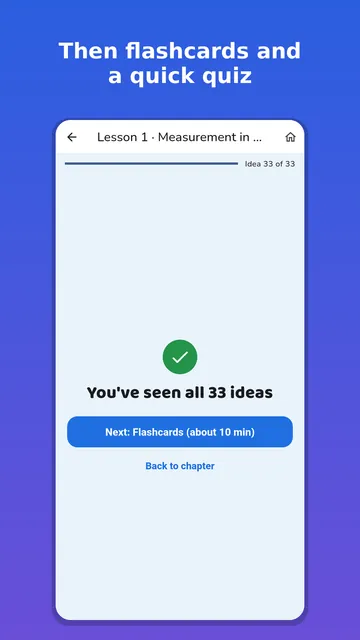 Then flashcards and
a quick quiz
Lesson 1 · Measurement in ...
Idea 33 of 33
You've seen all 33 ideas
Next: Flashcards (about 10 min)
Back to chapter